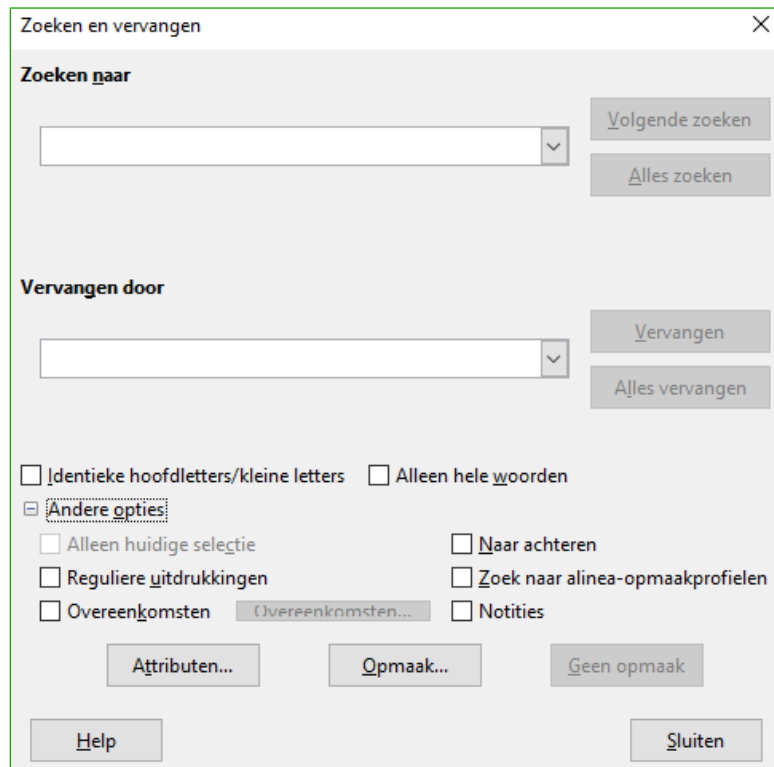 Zoeken en vervangen
Zoeken naar
Volgende zoeken
Alles zoeken
Vervangen door
Vervangen
Alles vervangen
Identieke hoofdletters/kleine letters Alleen hele woorden
Andere opties
Alleen huidige selectie Naar achteren
Reguliere uitdrukkingen Zoek naar alinea-opmaakprofielen
Overeenkomsten Overeenkomsten... Notities
Attributen... Opmaak... Geen opmaak
Help Sluiten